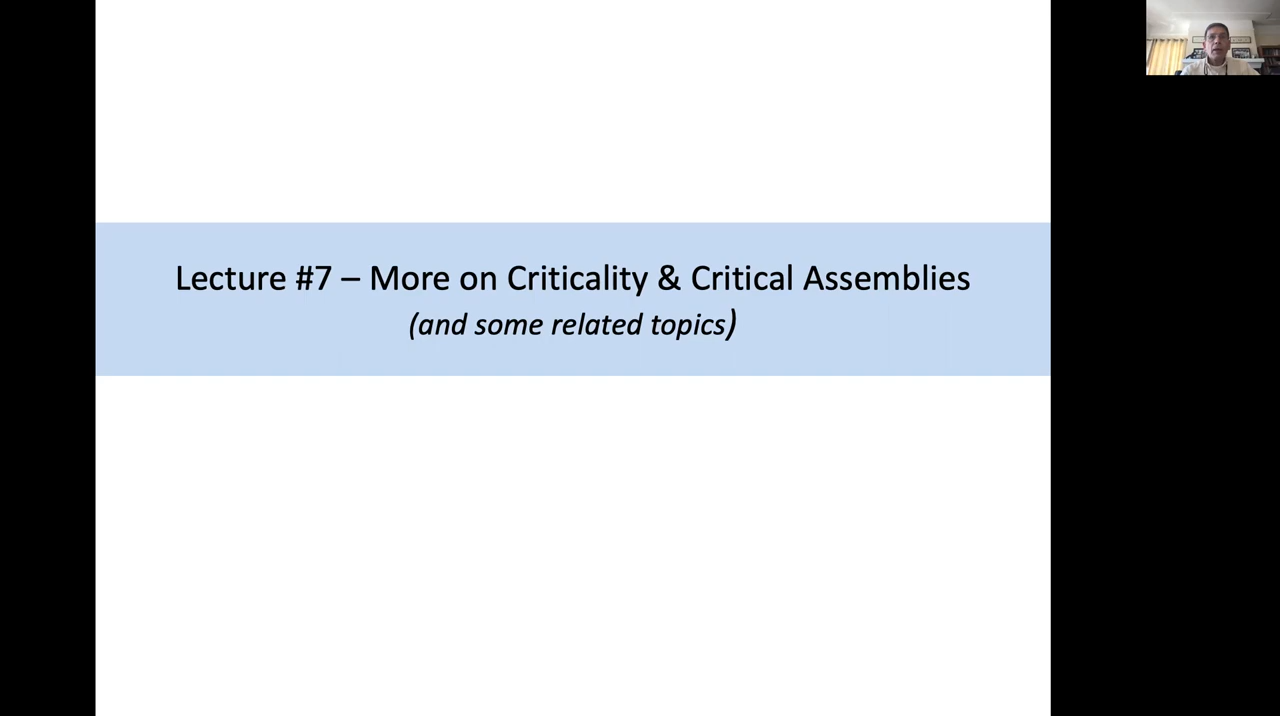 Lecture #7 – More on Criticality & Critical Assemblies
(and some related topics)